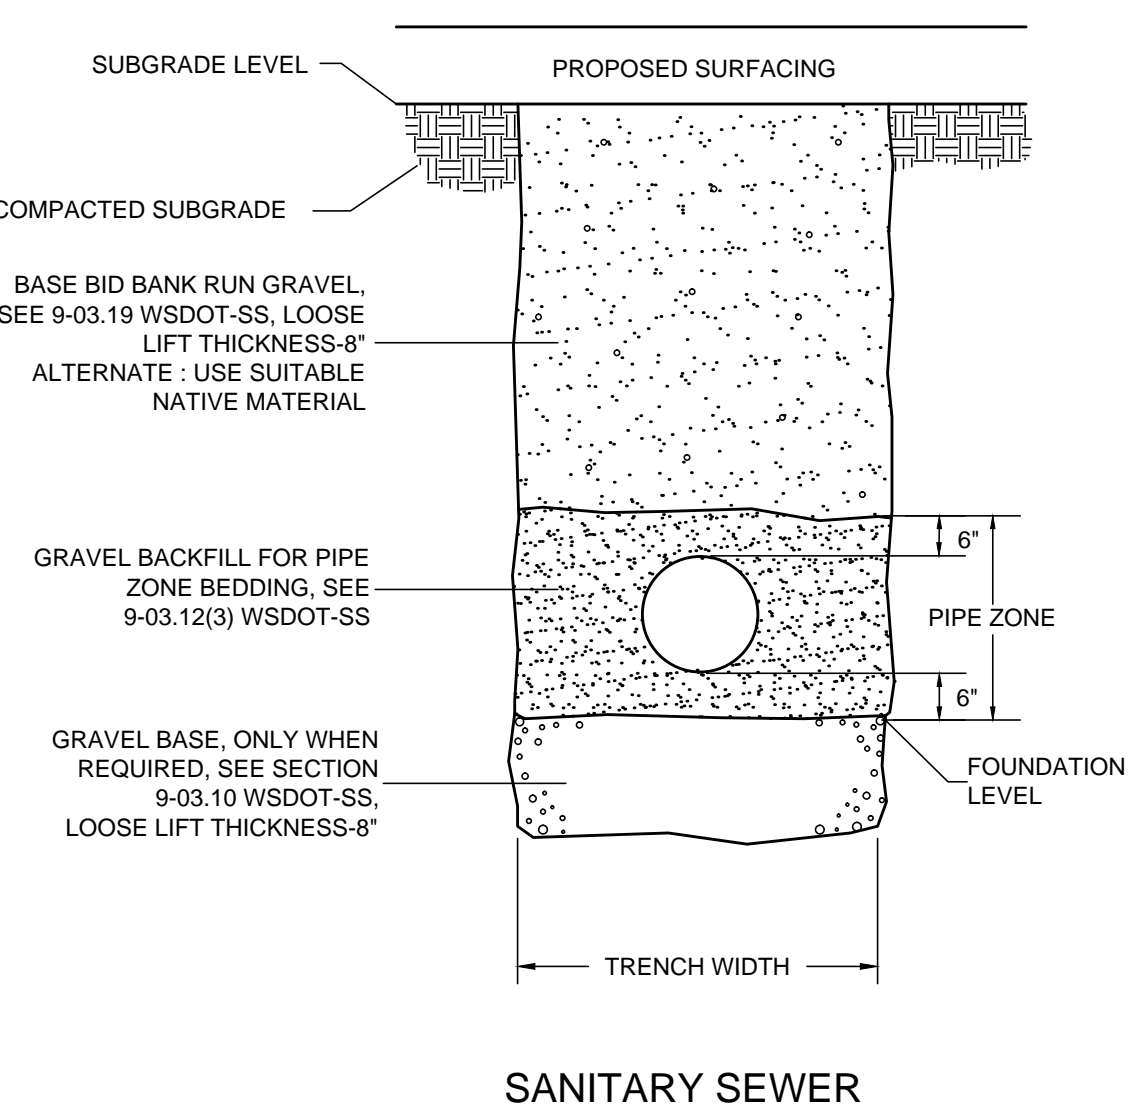 SUBGRADE LEVEL
PROPOSED SURFACING
COMPACTED SUBGRADE
BASE BID BANK RUN GRAVEL,
SEE 9-03.19 WSDOT-SS, LOOSE
LIFT THICKNESS-8"
ALTERNATE : USE SUITABLE
NATIVE MATERIAL
6"
GRAVEL BACKFILL FOR PIPE
ZONE BEDDING, SEE
9-03.12(3) WSDOT-SS
PIPE ZONE
6"
GRAVEL BASE, ONLY WHEN
REQUIRED, SEE SECTION
9-03.10 WSDOT-SS,
LOOSE LIFT THICKNESS-8"
FOUNDATION
LEVEL
TRENCH WIDTH
SANITARY SEWER